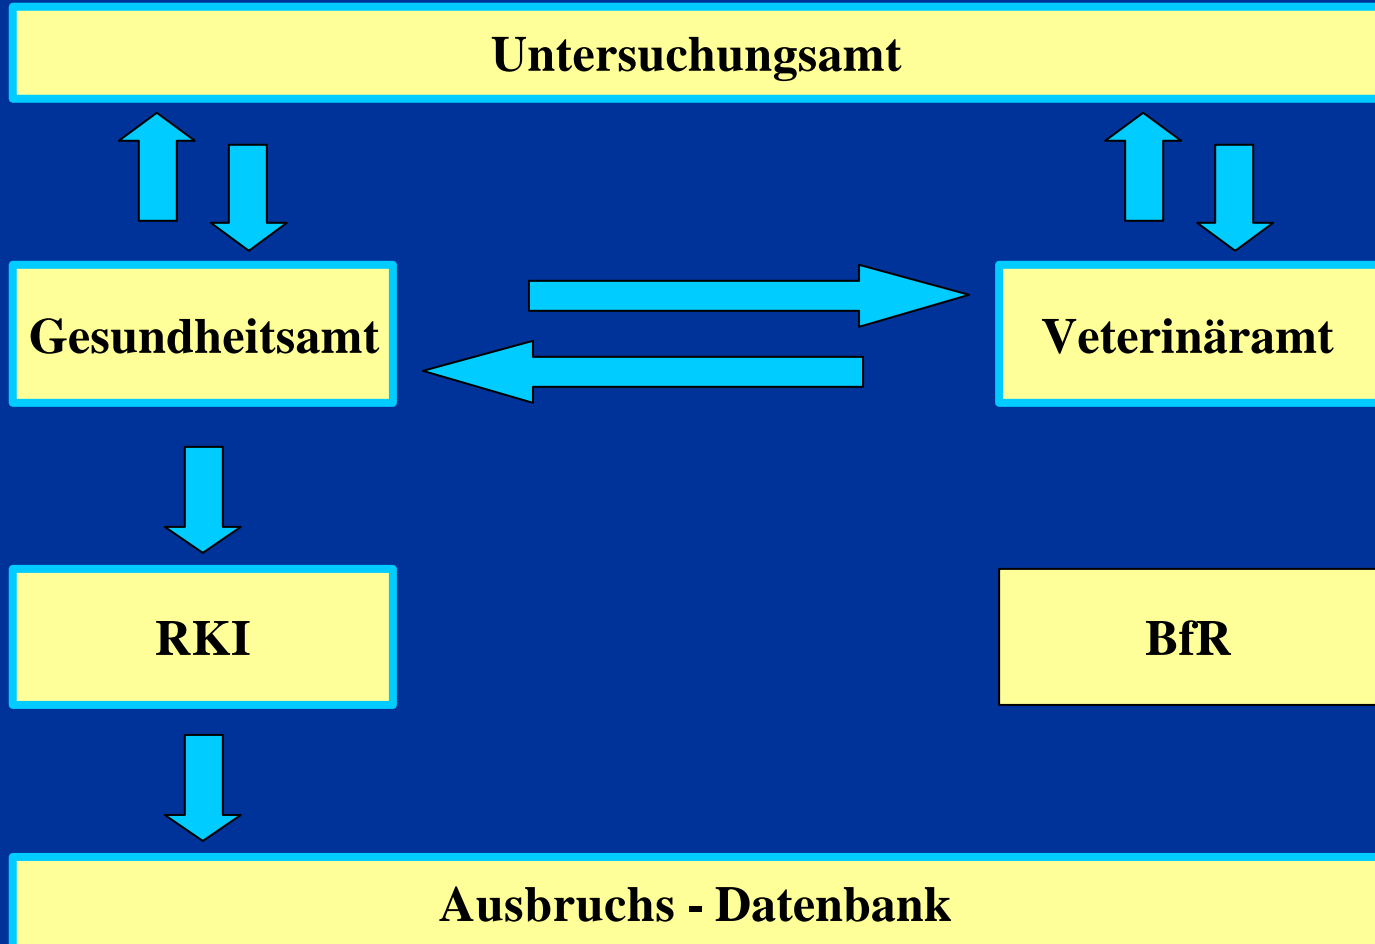 Untersuchungsamt
Gesundheitsamt
Veterinäramt
RKI
BfR
Ausbruchs - Datenbank